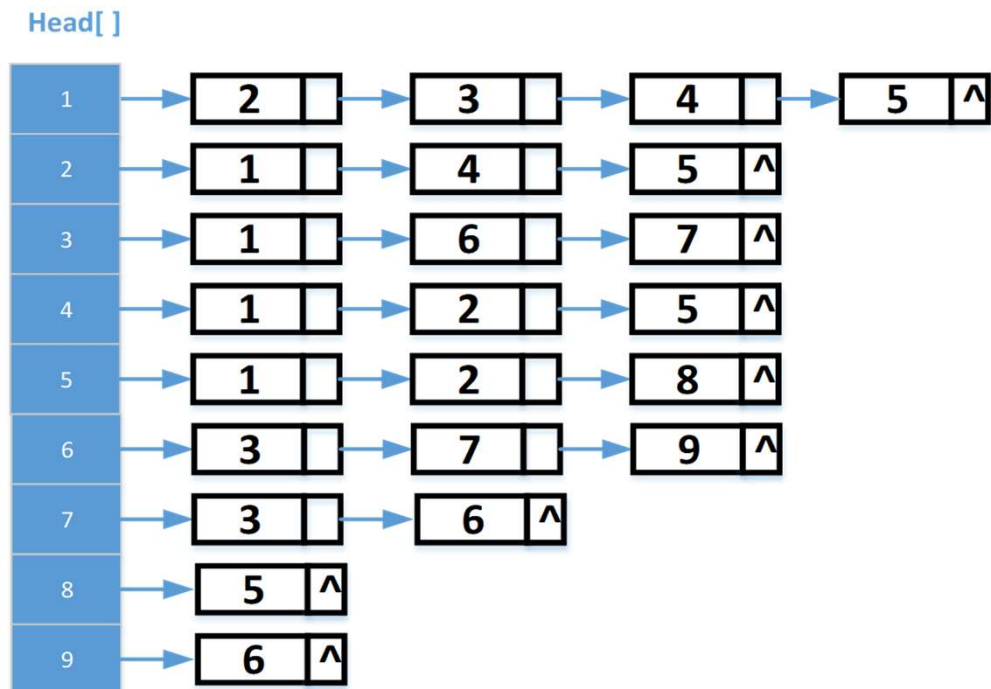 Head[ ]
1 2 3 4 5 ^
2 1 4 5 ^
3 1 6 7 ^
4 1 2 5 ^
5 1 2 8 ^
6 3 7 9 ^
7 3 6 ^
8 5 ^
9 6 ^